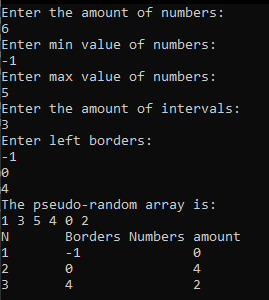 Enter the amount of numbers:
6
Enter min value of numbers:
-1
Enter max value of numbers:
5
Enter the amount of intervals:
3
Enter left borders:
-1
0
4
The pseudo-random array is:
1 3 5 4 0 2
N Borders Numbers amount
1 -1 0
2 0 4
3 4 2